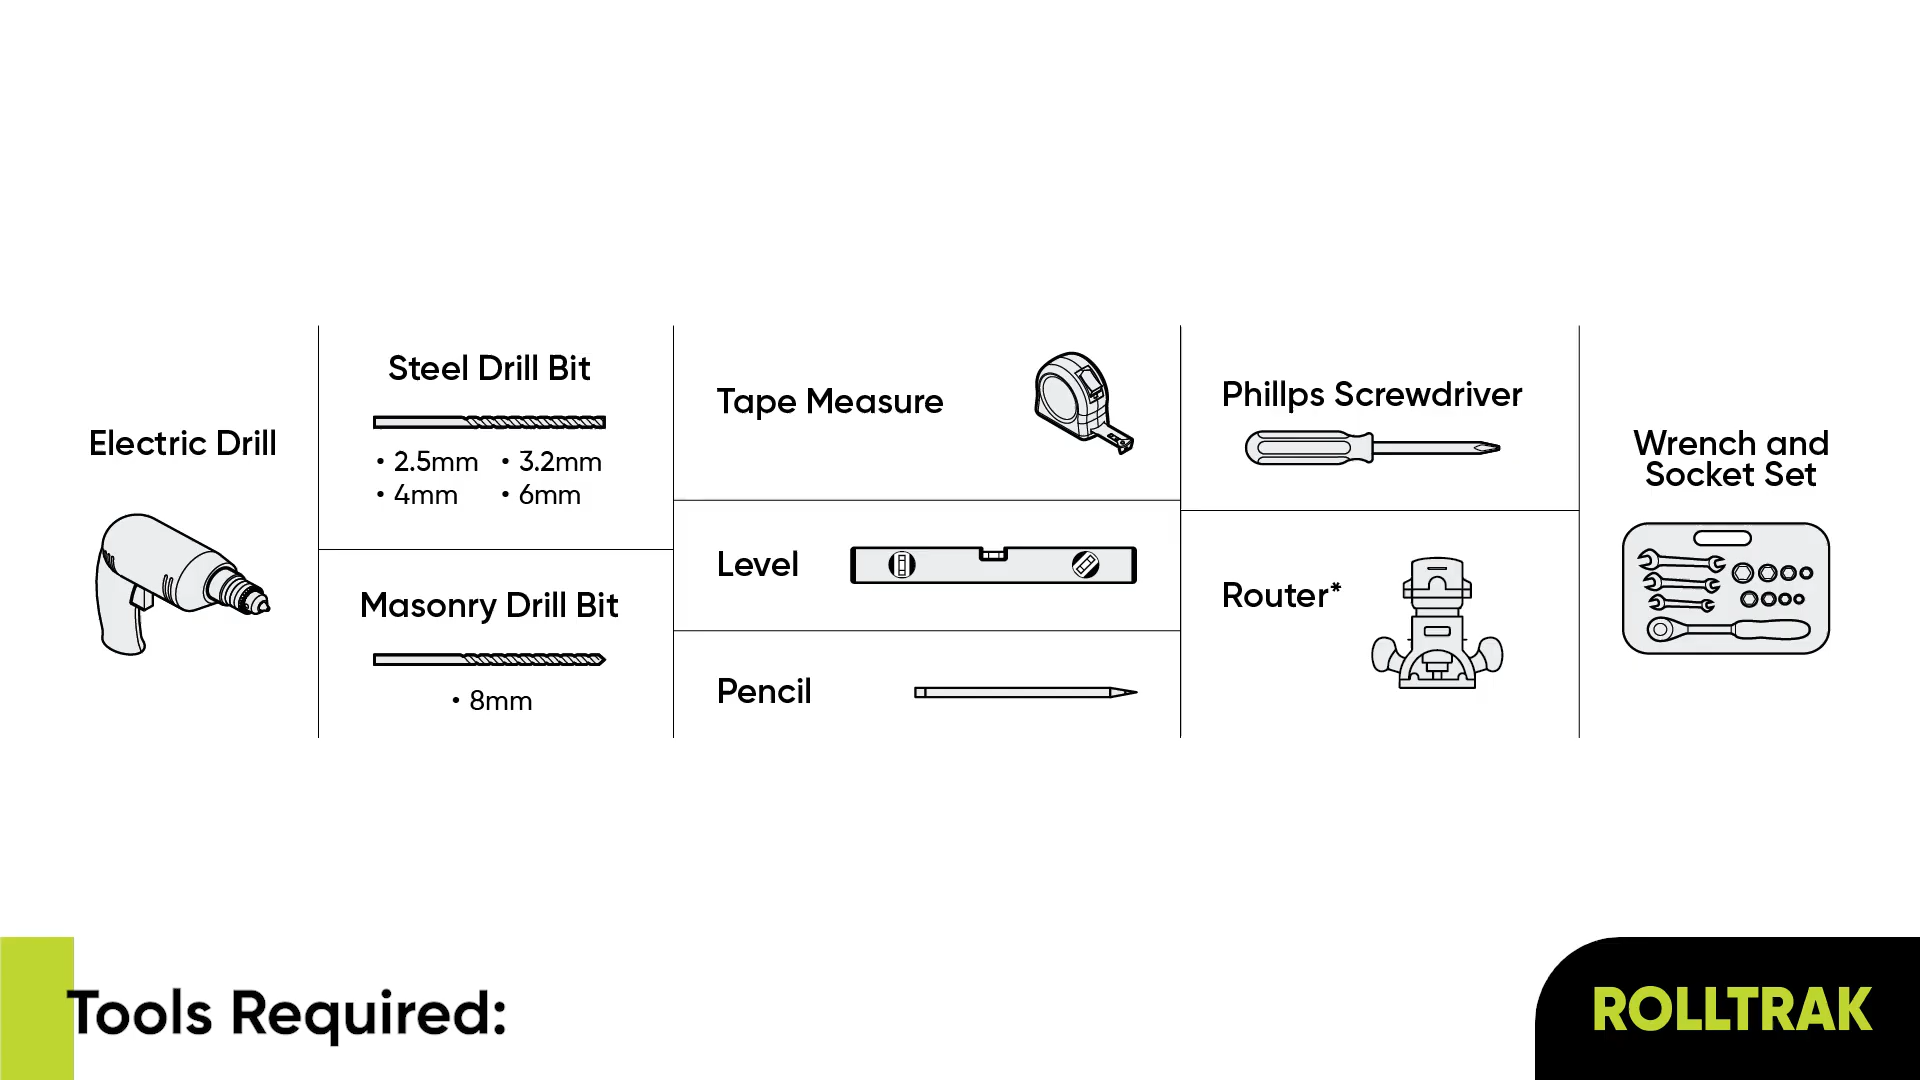 Electric Drill
Steel Drill Bit
• 2.5mm • 3.2mm
• 4mm • 6mm
Masonry Drill Bit
• 8mm
Tape Measure
Level
Pencil
Phillps Screwdriver
Router*
Wrench and
Socket Set
Tools Required:
ROLLTRAK